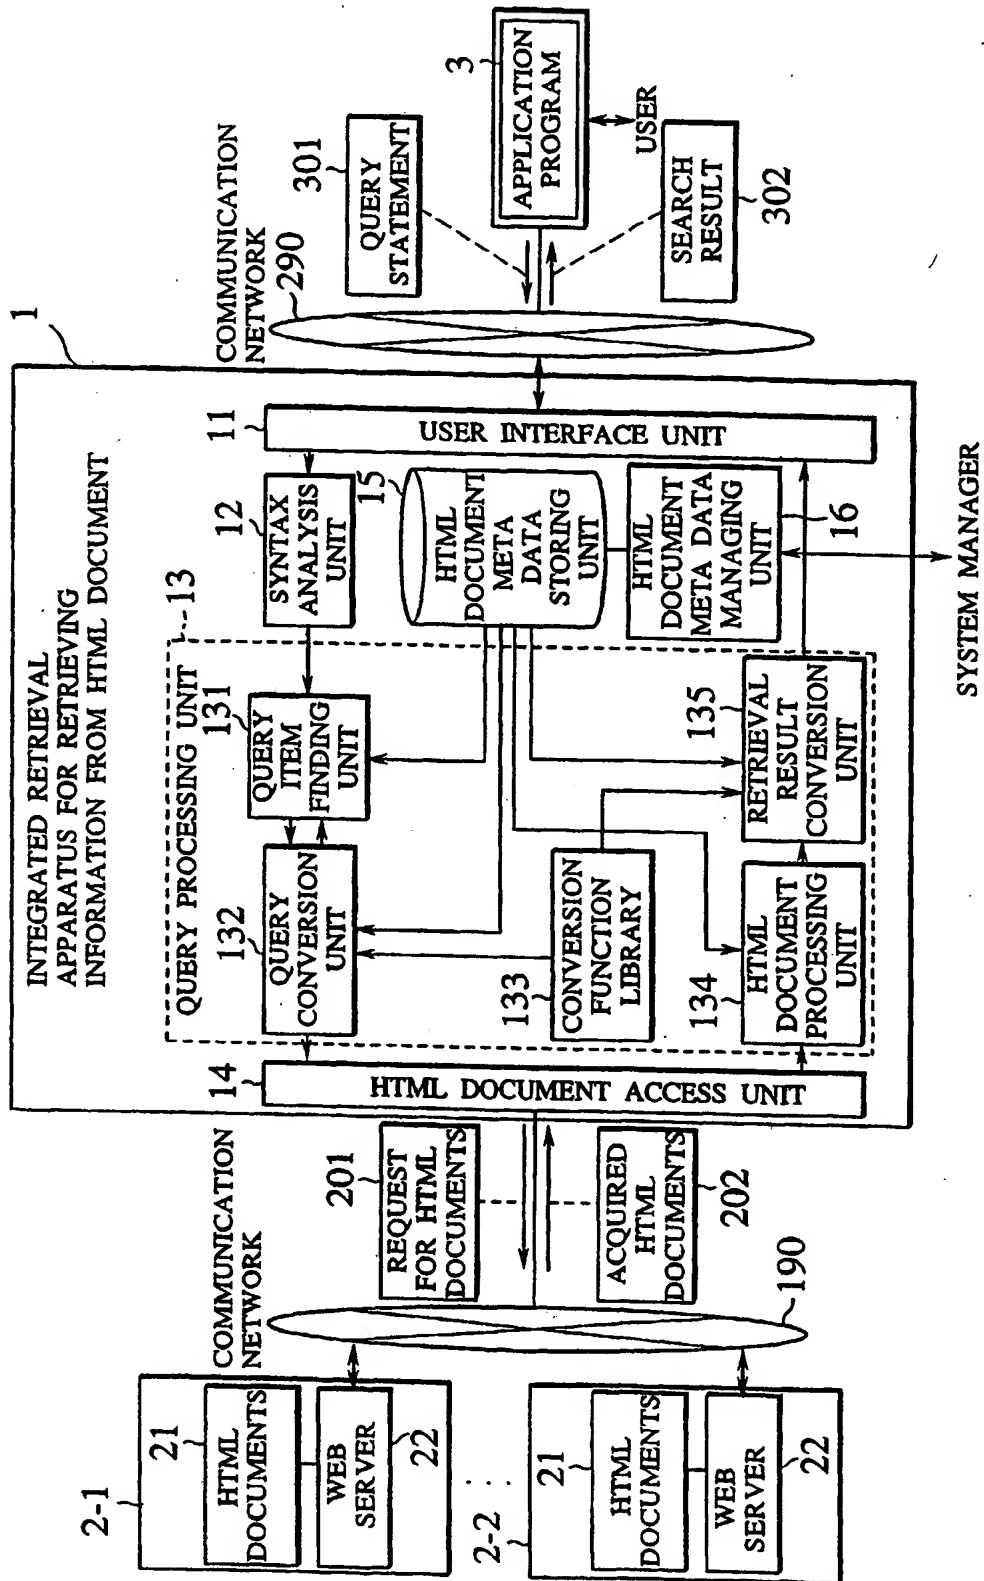 1
INTEGRATED RETRIEVAL
APPARATUS FOR RETRIEVING
INFORMATION FROM HTML DOCUMENT
2-1
21
HTML
DOCUMENTS
WEB
SERVER
22
2-2
21
HTML
DOCUMENTS
WEB
SERVER
22
COMMUNICATION
NETWORK
190
201
REQUEST
FOR HTML
DOCUMENTS
ACQUIRED
HTML
DOCUMENTS
202
14
HTML DOCUMENT ACCESS UNIT
QUERY PROCESSING UNIT
13
132
QUERY
CONVERSION
UNIT
131
QUERY
ITEM
FINDING
UNIT
133
CONVERSION
FUNCTION
LIBRARY
134
HTML
DOCUMENT
PROCESSING
UNIT
135
RETRIEVAL
RESULT
CONVERSION
UNIT
12
SYNTAX
ANALYSIS
UNIT
15
HTML
DOCUMENT
META
DATA
STORING
UNIT
HTML
DOCUMENT
META DATA
MANAGING
UNIT
16
SYSTEM MANAGER
11
USER INTERFACE UNIT
COMMUNICATION
NETWORK
290
301
QUERY
STATEMENT
3
APPLICATION
PROGRAM
USER
SEARCH
RESULT
302